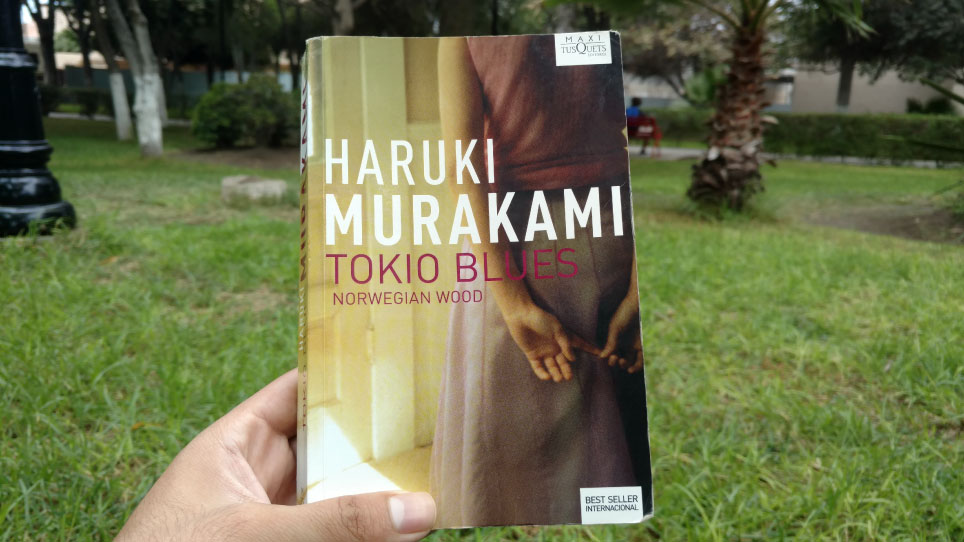 MAXI
TUSQUETS
HARUKI
MURAKAMI
TOKIO BLUES
NORWEGIAN WOOD
BEST SELLER
INTERNACIONAL